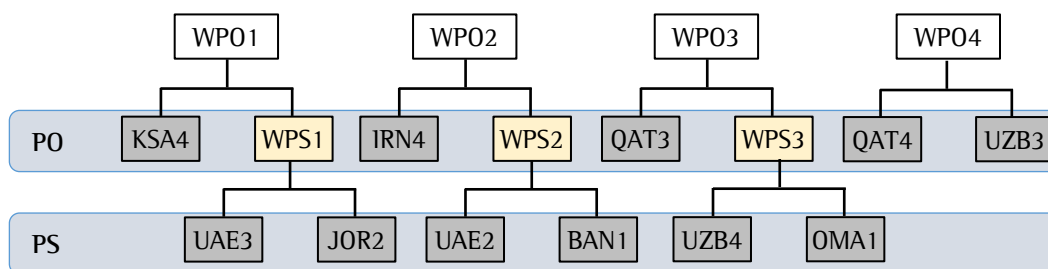 WPO1 WPO2 WPO3 WPO4
PO KSA4 WPS1 IRN4 WPS2 QAT3 WPS3 QAT4 UZB3
PS UAE3 JOR2 UAE2 BAN1 UZB4 OMA1